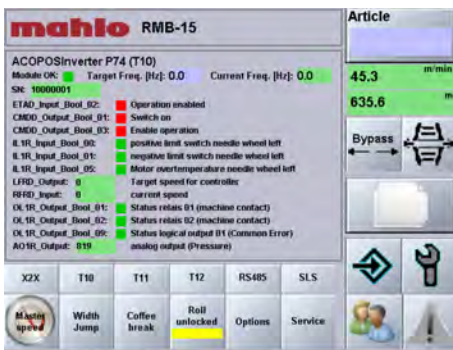 mahlo RMB-15
Article
ACOPOSInverter P74 (T10)
Module OK: Target Freq. [Hz]: 0.0 Current Freq. [Hz]: 0.0
SN: 10000001
ETAD_Input_Bool_02: Operation enabled
CMDD_Output_Bool_01: Switch on
CMDD_Output_Bool_03: Enable operation
IL1R_Input_Bool_00: positive limit switch needle wheel left
IL1R_Input_Bool_01: negative limit switch needle wheel left
IL1R_Input_Bool_05: Motor overtemperature needle wheel left
LFRD_Output: 0 Target speed for controller
RFRD_Input: 0 current speed
OL1R_Output_Bool_01: Status relais 01 (machine contact)
OL1R_Output_Bool_02: Status relais 02 (machine contact)
OL1R_Output_Bool_09: Status logical output 01 (Common Error)
AO1R_Output: 819 analog output (Pressure)
45.3 m/min
635.6 m
Bypass
X2X T10 T11 T12 RS485 SLS
Master speed
Width Jump
Coffee break
Roll unlocked
Options
Service